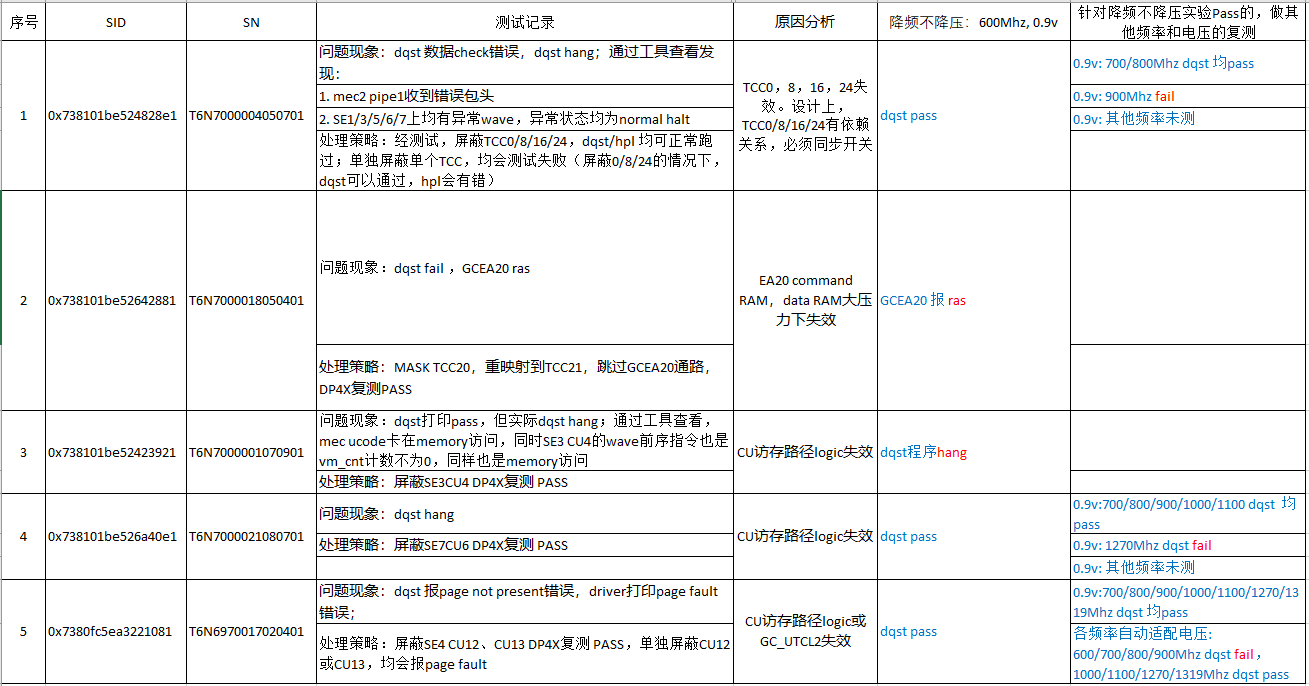 序号
SID
SN
测试记录
原因分析
降频不降压：600Mhz, 0.9v
针对降频不降压实验Pass的，做其
他频率和电压的复测
1
0x738101be524828e1
T6N7000004050701
问题现象：dqst 数据check错误，dqst hang；通过工具查看发
现：
1. mec2 pipe1收到错误包头
2. SE1/3/5/6/7上均有异常wave，异常状态均为normal halt
处理策略：经测试，屏蔽TCC0/8/16/24，dqst/hpl 均可正常跑
过；单独屏蔽单个TCC，均会测试失败（屏蔽0/8/24的情况下，
dqst可以通过，hpl会有错）
TCC0，8，16，24失
效。设计上，
TCC0/8/16/24有依赖
关系，必须同步开关
dqst pass
0.9v: 700/800Mhz dqst 均pass
0.9v: 900Mhz fail
0.9v: 其他频率未测
2
0x738101be52642881
T6N7000018050401
问题现象：dqst fail ，GCEA20 ras
处理策略：MASK TCC20，重映射到TCC21，跳过GCEA20通路，
DP4X复测PASS
EA20 command
RAM，data RAM大压
力下失效
GCEA20 报 ras
3
0x738101be52423921
T6N7000001070901
问题现象：dqst打印pass，但实际dqst hang；通过工具查看，
mec ucode卡在memory访问，同时SE3 CU4的wave前序指令也是
vm_cnt计数不为0，同样也是memory访问
处理策略：屏蔽SE3CU4 DP4X复测 PASS
CU访存路径logic失效
dqst程序hang
4
0x738101be526a40e1
T6N7000021080701
问题现象：dqst hang
处理策略：屏蔽SE7CU6 DP4X复测 PASS
CU访存路径logic失效
dqst pass
0.9v:700/800/900/1000/1100 dqst 均
pass
0.9v: 1270Mhz dqst fail
0.9v: 其他频率未测
5
0x7380fc5ea3221081
T6N6970017020401
问题现象：dqst 报page not present错误，driver打印page fault
错误；
处理策略：屏蔽SE4 CU12、CU13 DP4X复测 PASS，单独屏蔽CU12
或CU13，均会报page fault
CU访存路径logic或
GC_UTCL2失效
dqst pass
0.9v:700/800/900/1000/1100/1270/13
19Mhz dqst 均pass
各频率自动适配电压:
600/700/800/900Mhz dqst fail，
1000/1100/1270/1319Mhz dqst pass